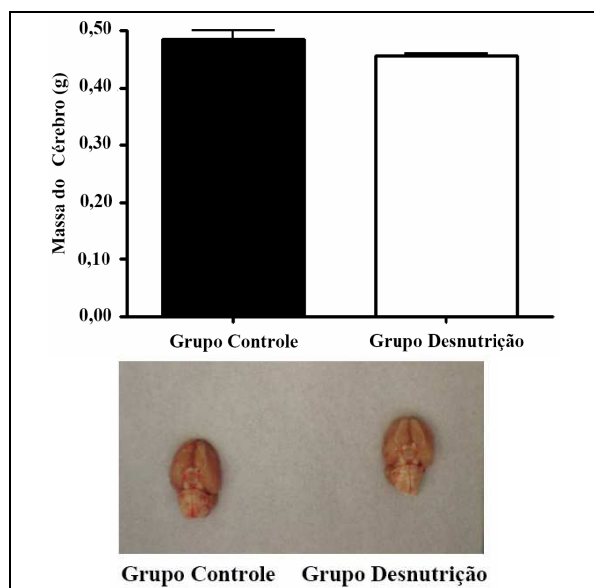 Massa do Cérebro (g)
0,50
0,40
0,30
0,20
0,10
0,00
Grupo Controle Grupo Desnutrição
Grupo Controle Grupo Desnutrição